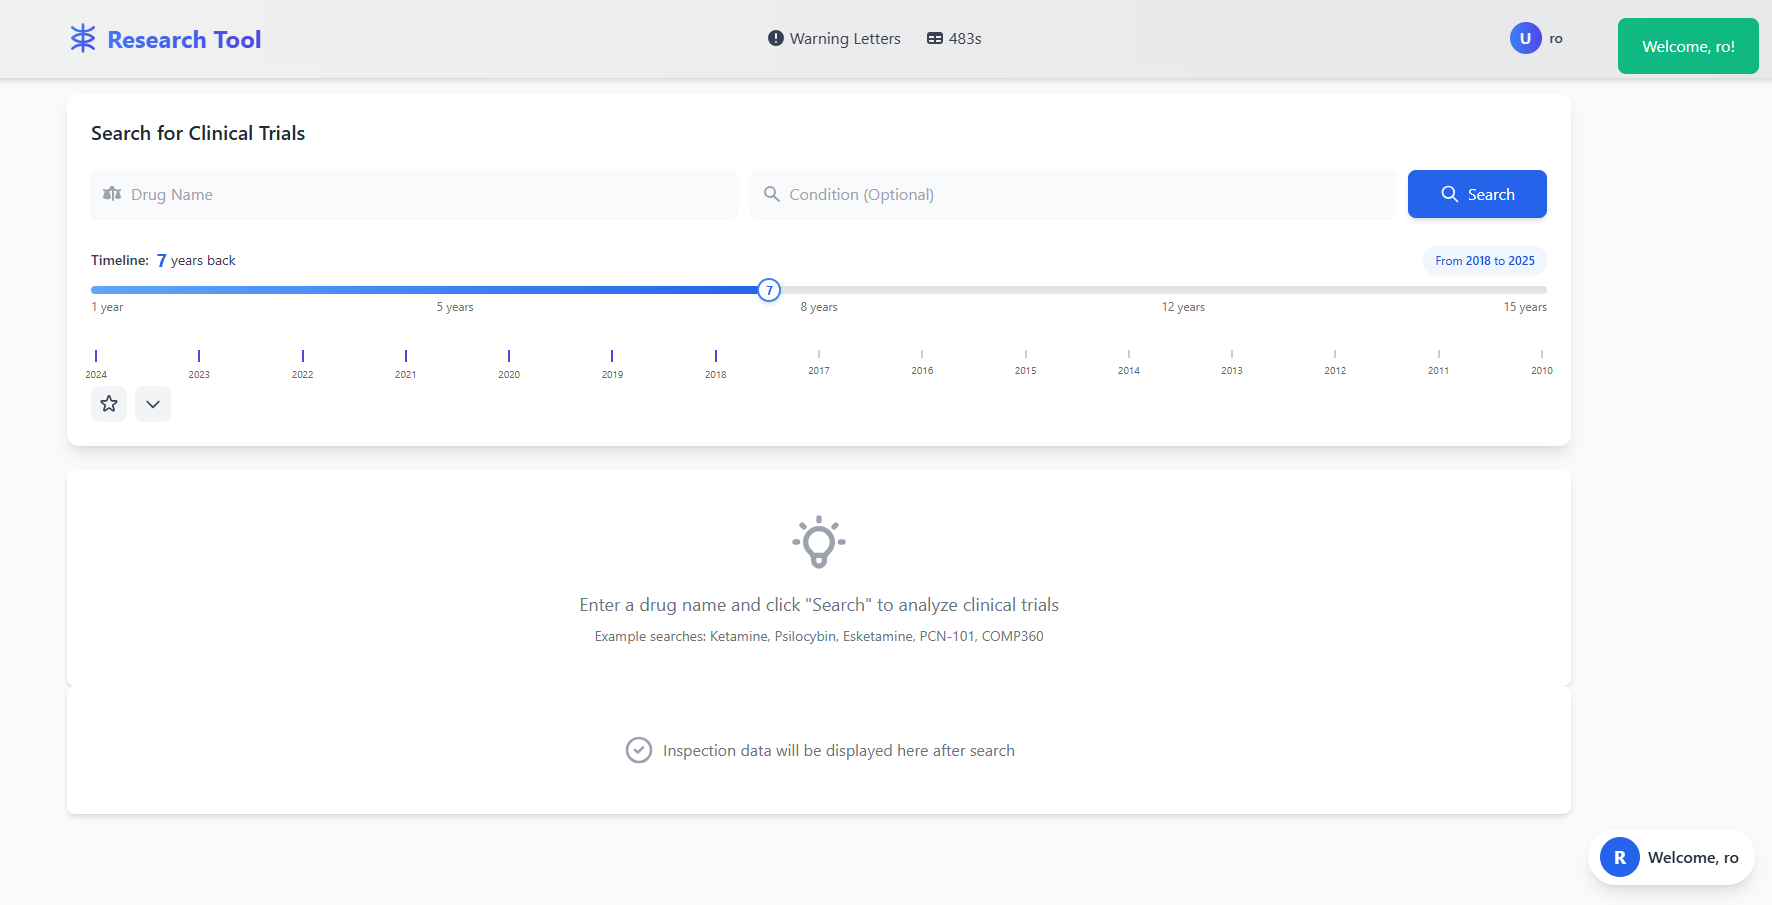 Research Tool
Warning Letters
483s
U ro
Welcome, ro!
Search for Clinical Trials
Drug Name
Condition (Optional)
Search
Timeline: 7 years back
From 2018 to 2025
7
1 year 5 years 8 years 12 years 15 years
2024 2023 2022 2021 2020 2019 2018 2017 2016 2015 2014 2013 2012 2011 2010
Enter a drug name and click "Search" to analyze clinical trials
Example searches: Ketamine, Psilocybin, Esketamine, PCN-101, COMP360
Inspection data will be displayed here after search
R Welcome, ro